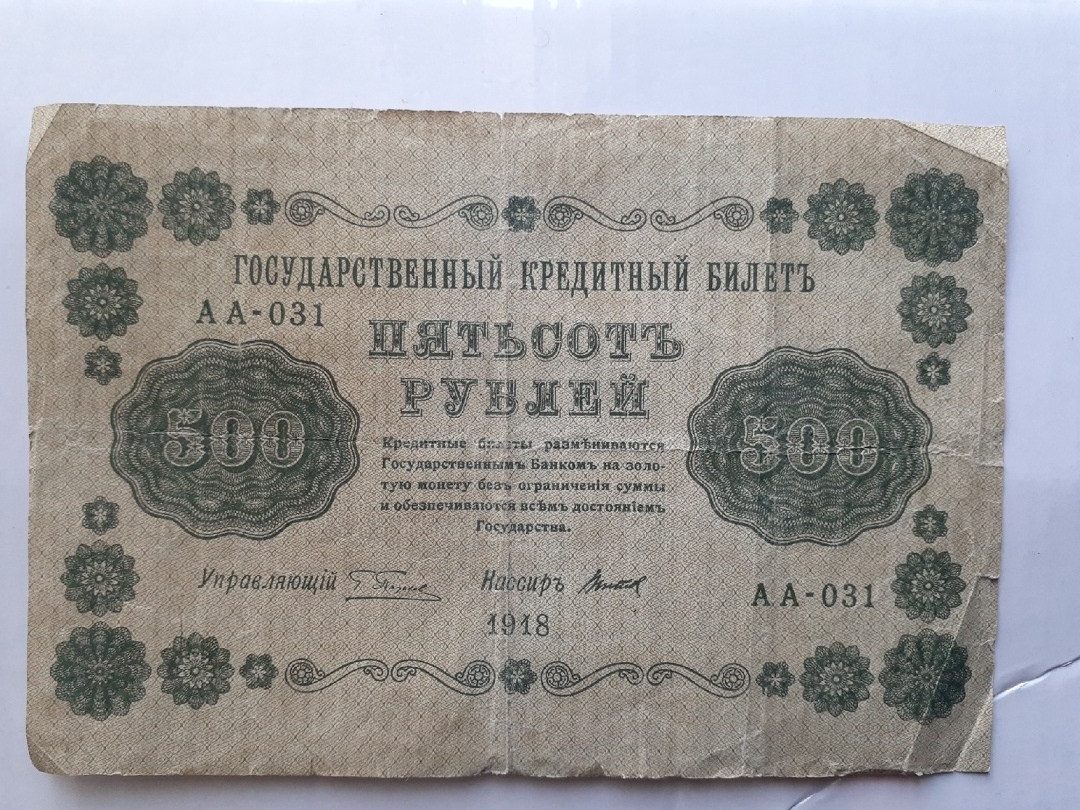 ГОСУДАРСТВЕННЫЙ КРЕДИТНЫЙ БИЛЕТЪ
АА-031
ПЯТЬСОТЪ
РУБЛЕЙ
500
500
Кредитные билеты размѣниваются
Государственнымъ Банкомъ на золо-
тую монету безъ ограниченія суммы
и обезпечиваются всѣмъ достояніемъ
Государства.
Управляющій
Кассиръ
АА-031
1918